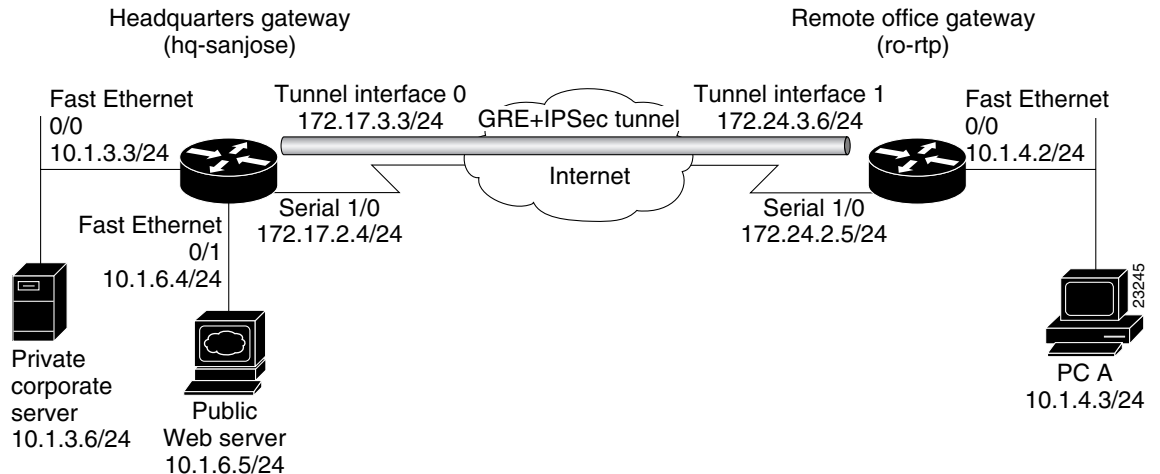 Headquarters gateway
(hq-sanjose)
Remote office gateway
(ro-rtp)
Fast Ethernet
0/0
10.1.3.3/24
Tunnel interface 0
172.17.3.3/24
GRE+IPSec tunnel
Tunnel interface 1
172.24.3.6/24
Fast Ethernet
0/0
10.1.4.2/24
Internet
Serial 1/0
172.17.2.4/24
Serial 1/0
172.24.2.5/24
Fast Ethernet
0/1
10.1.6.4/24
Private
corporate
server
10.1.3.6/24
Public
Web server
10.1.6.5/24
PC A
10.1.4.3/24
23245